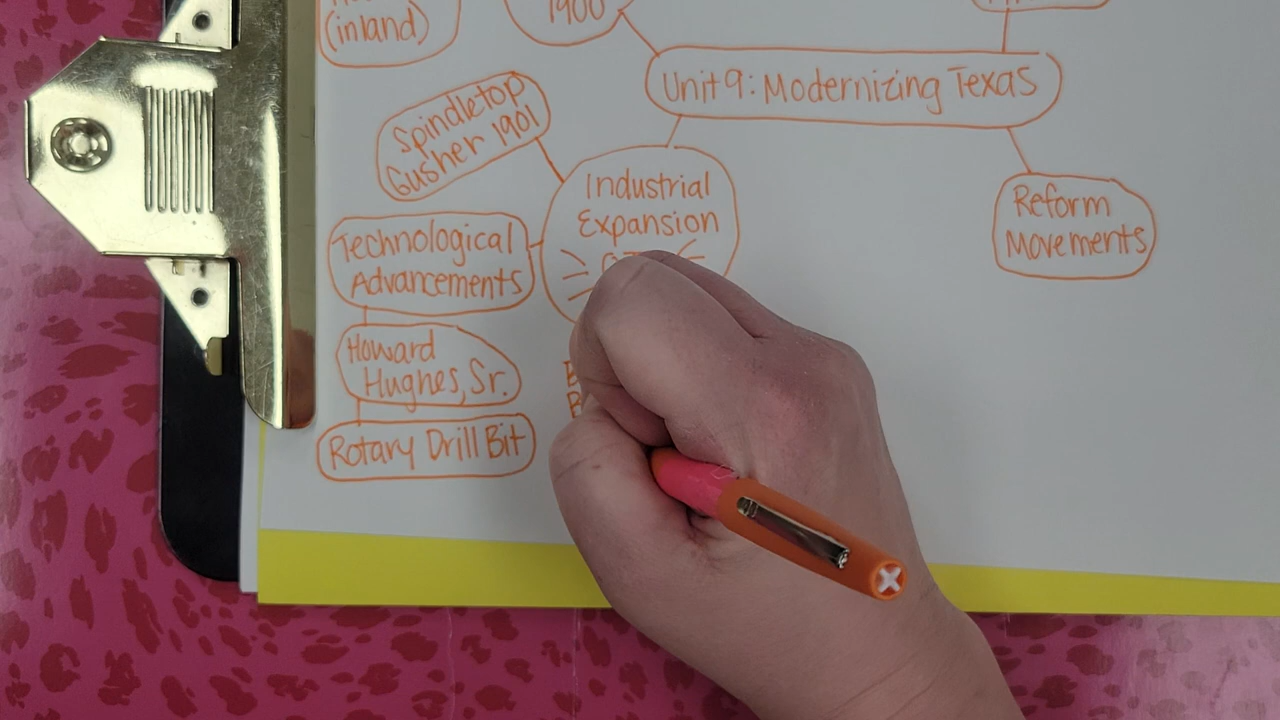 (inland)
1900
Unit 9: Modernizing Texas
Spindletop
Gusher 1901
Industrial
Expansion
Technological
Advancements
Howard
Hughes, Sr.
Rotary Drill Bit
Reform
Movements